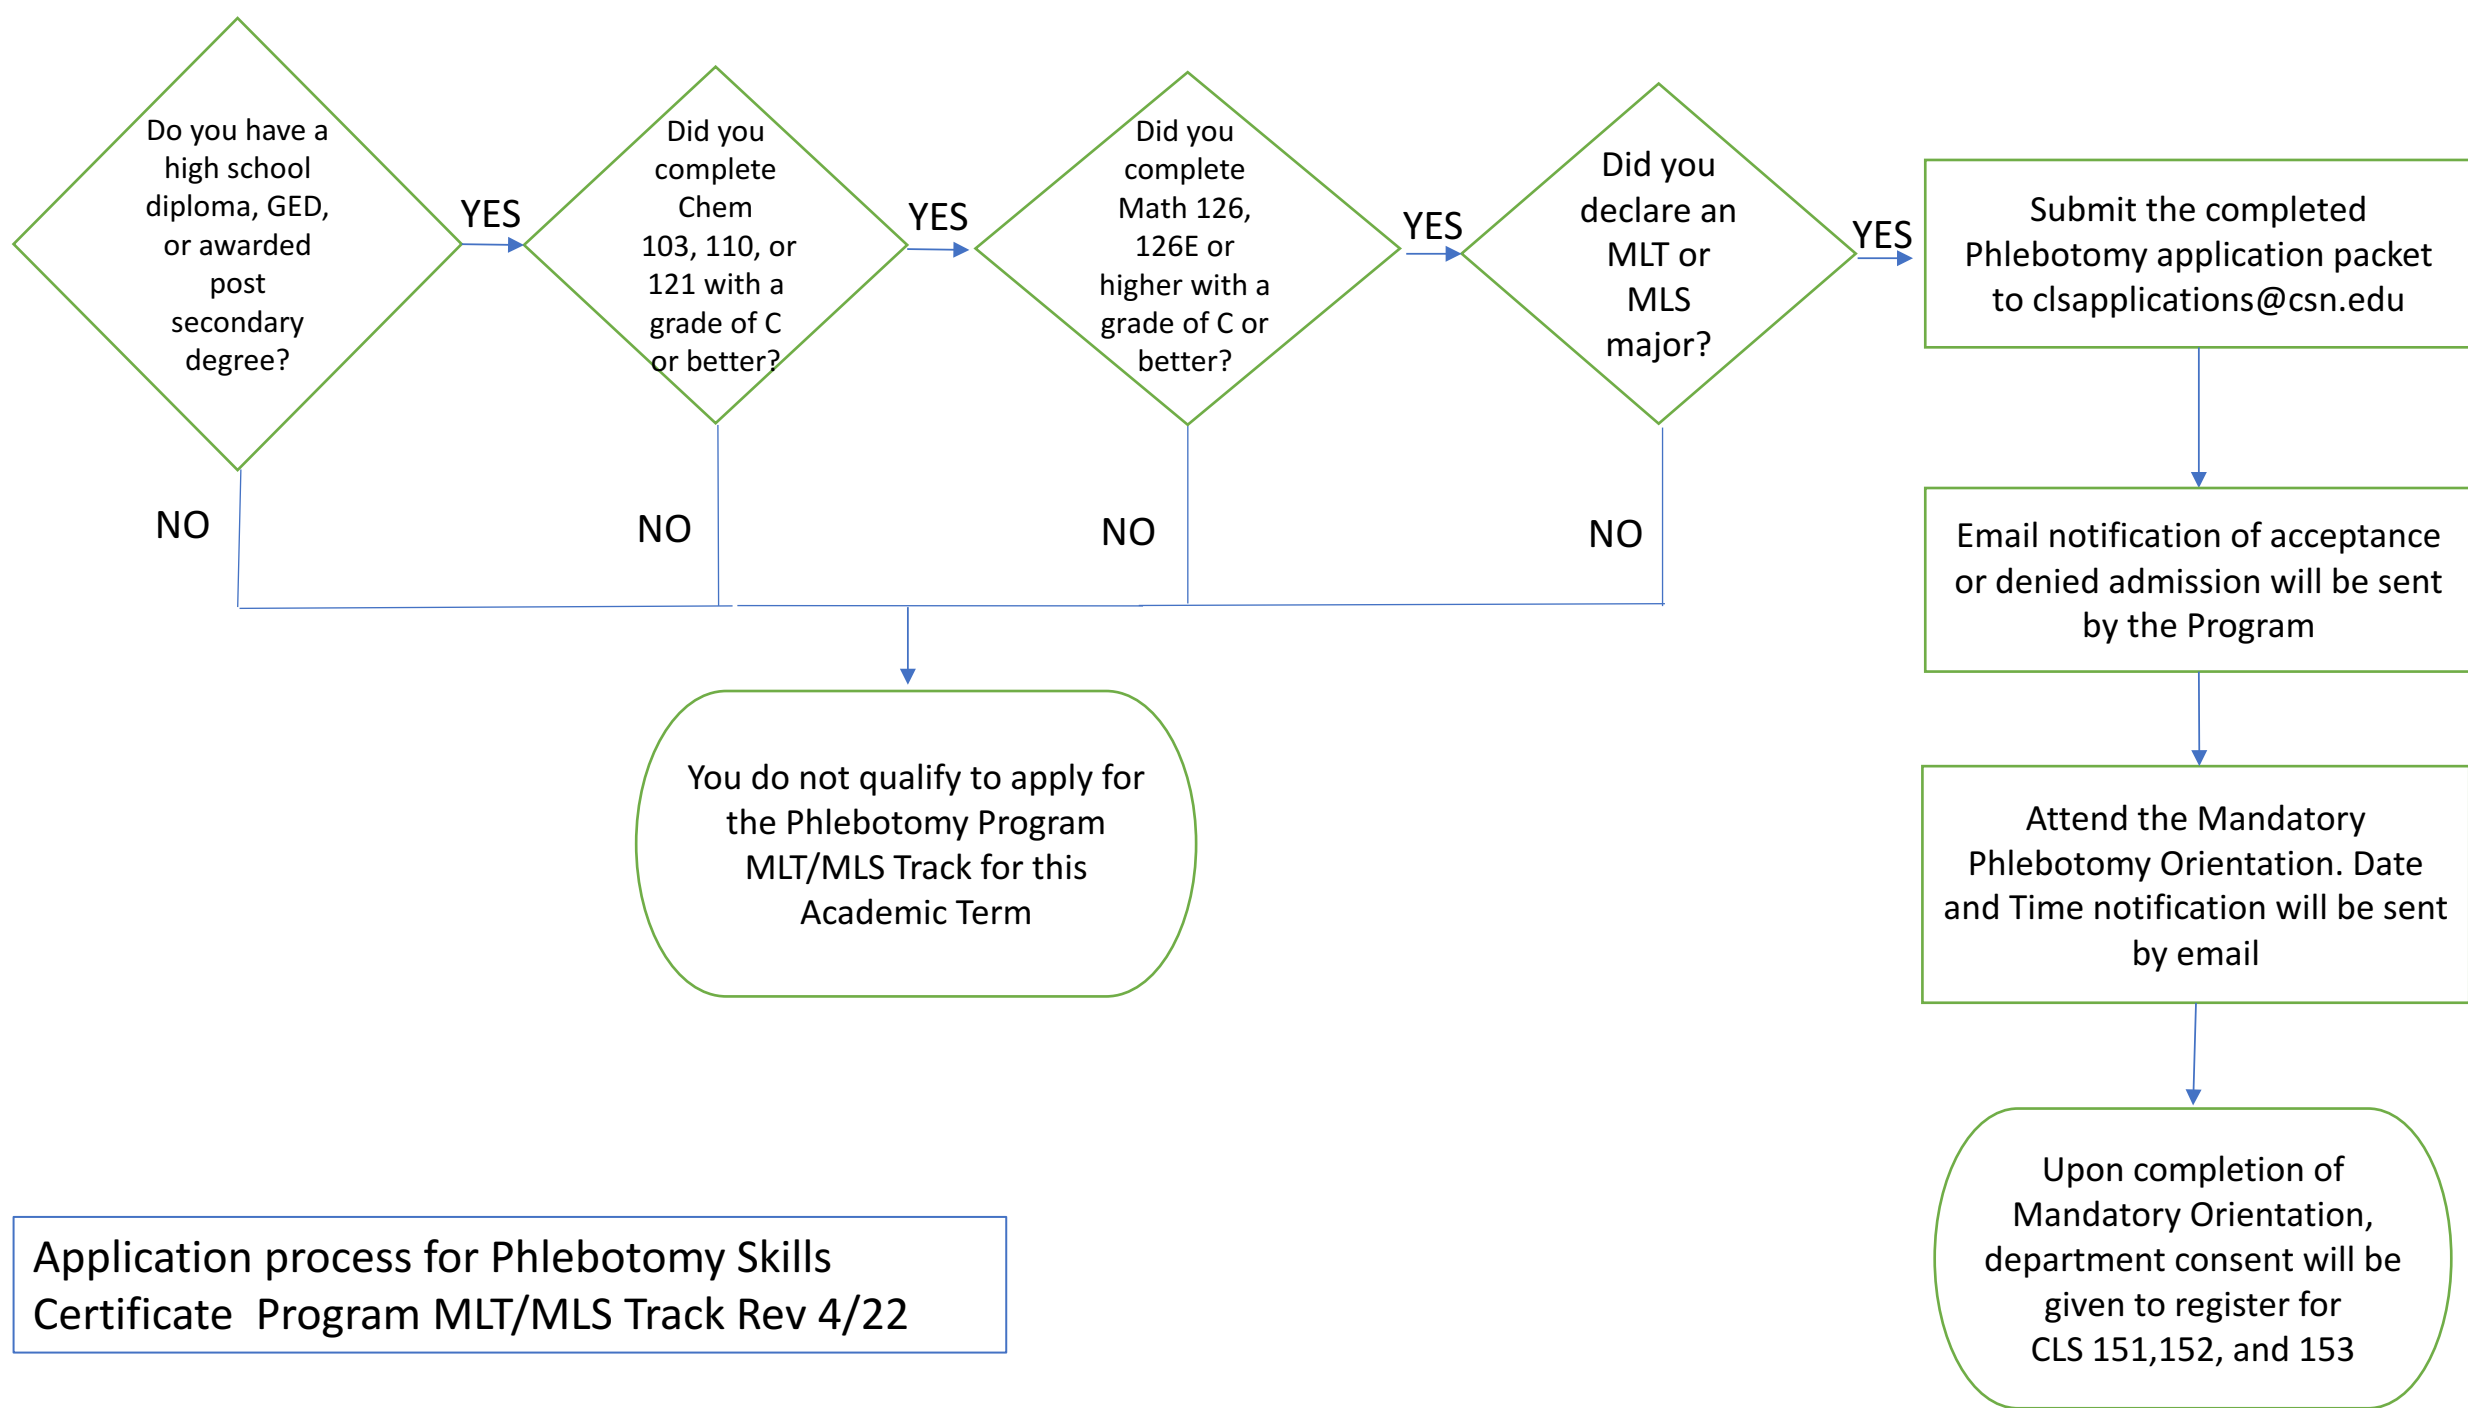 Do you have a
high school
diploma, GED,
or awarded
post
secondary
degree?
YES
Did you
complete
Chem
103, 110, or
121 with a
grade of C
or better?
YES
Did you
complete
Math 126,
126E or
higher with a
grade of C or
better?
YES
Did you
declare an
MLT or
MLS
major?
YES
Submit the completed
Phlebotomy application packet
to clsapplications@csn.edu
NO
NO
NO
NO
Email notification of acceptance
or denied admission will be sent
by the Program
You do not qualify to apply for
the Phlebotomy Program
MLT/MLS Track for this
Academic Term
Attend the Mandatory
Phlebotomy Orientation. Date
and Time notification will be sent
by email
Upon completion of
Mandatory Orientation,
department consent will be
given to register for
CLS 151,152, and 153
Application process for Phlebotomy Skills
Certificate  Program MLT/MLS Track Rev 4/22